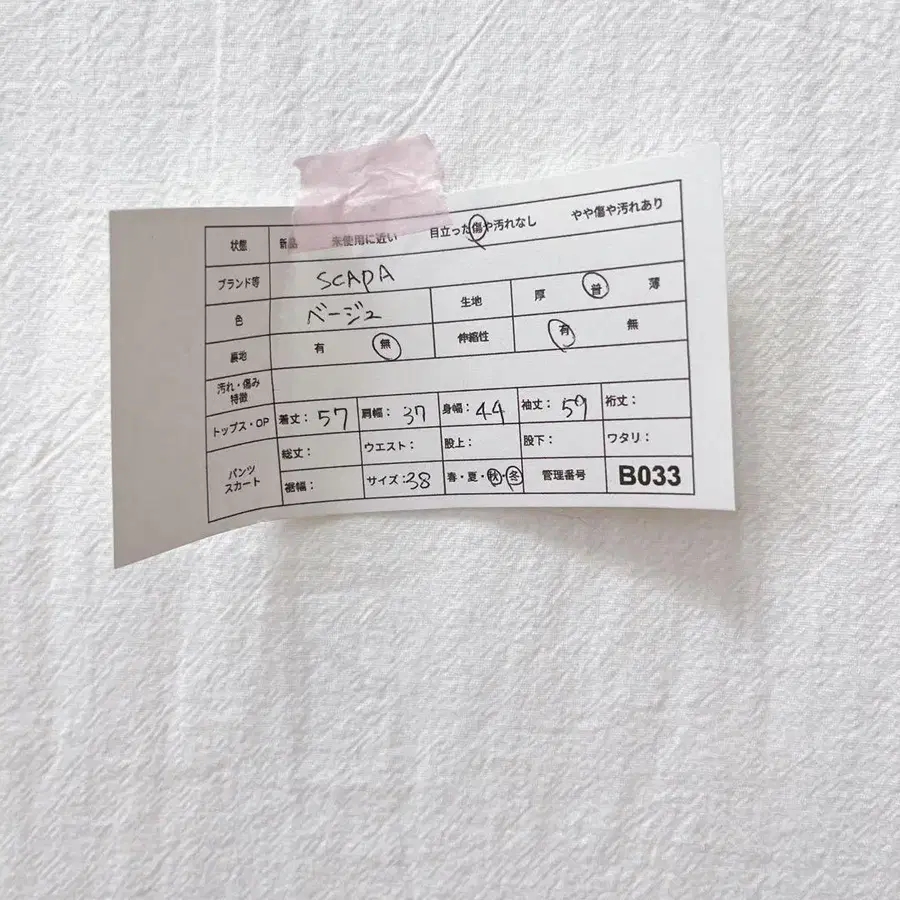 状態 新品 未使用に近い 目立った傷や汚れなし やや傷や汚れあり
ブランド等 SCAPA
色 ベージュ 生地 厚 普 薄
裏地 有 無 伸縮性 有 無
汚れ・傷み
特徴
トップス・OP 着丈: 57 肩幅: 37 身幅: 44 袖丈: 59 裄丈:
パンツ
スカート
総丈: ウエスト: 股上: 股下: ワタリ:
裾幅: サイズ:38 春・夏・秋・冬 管理番号 B033